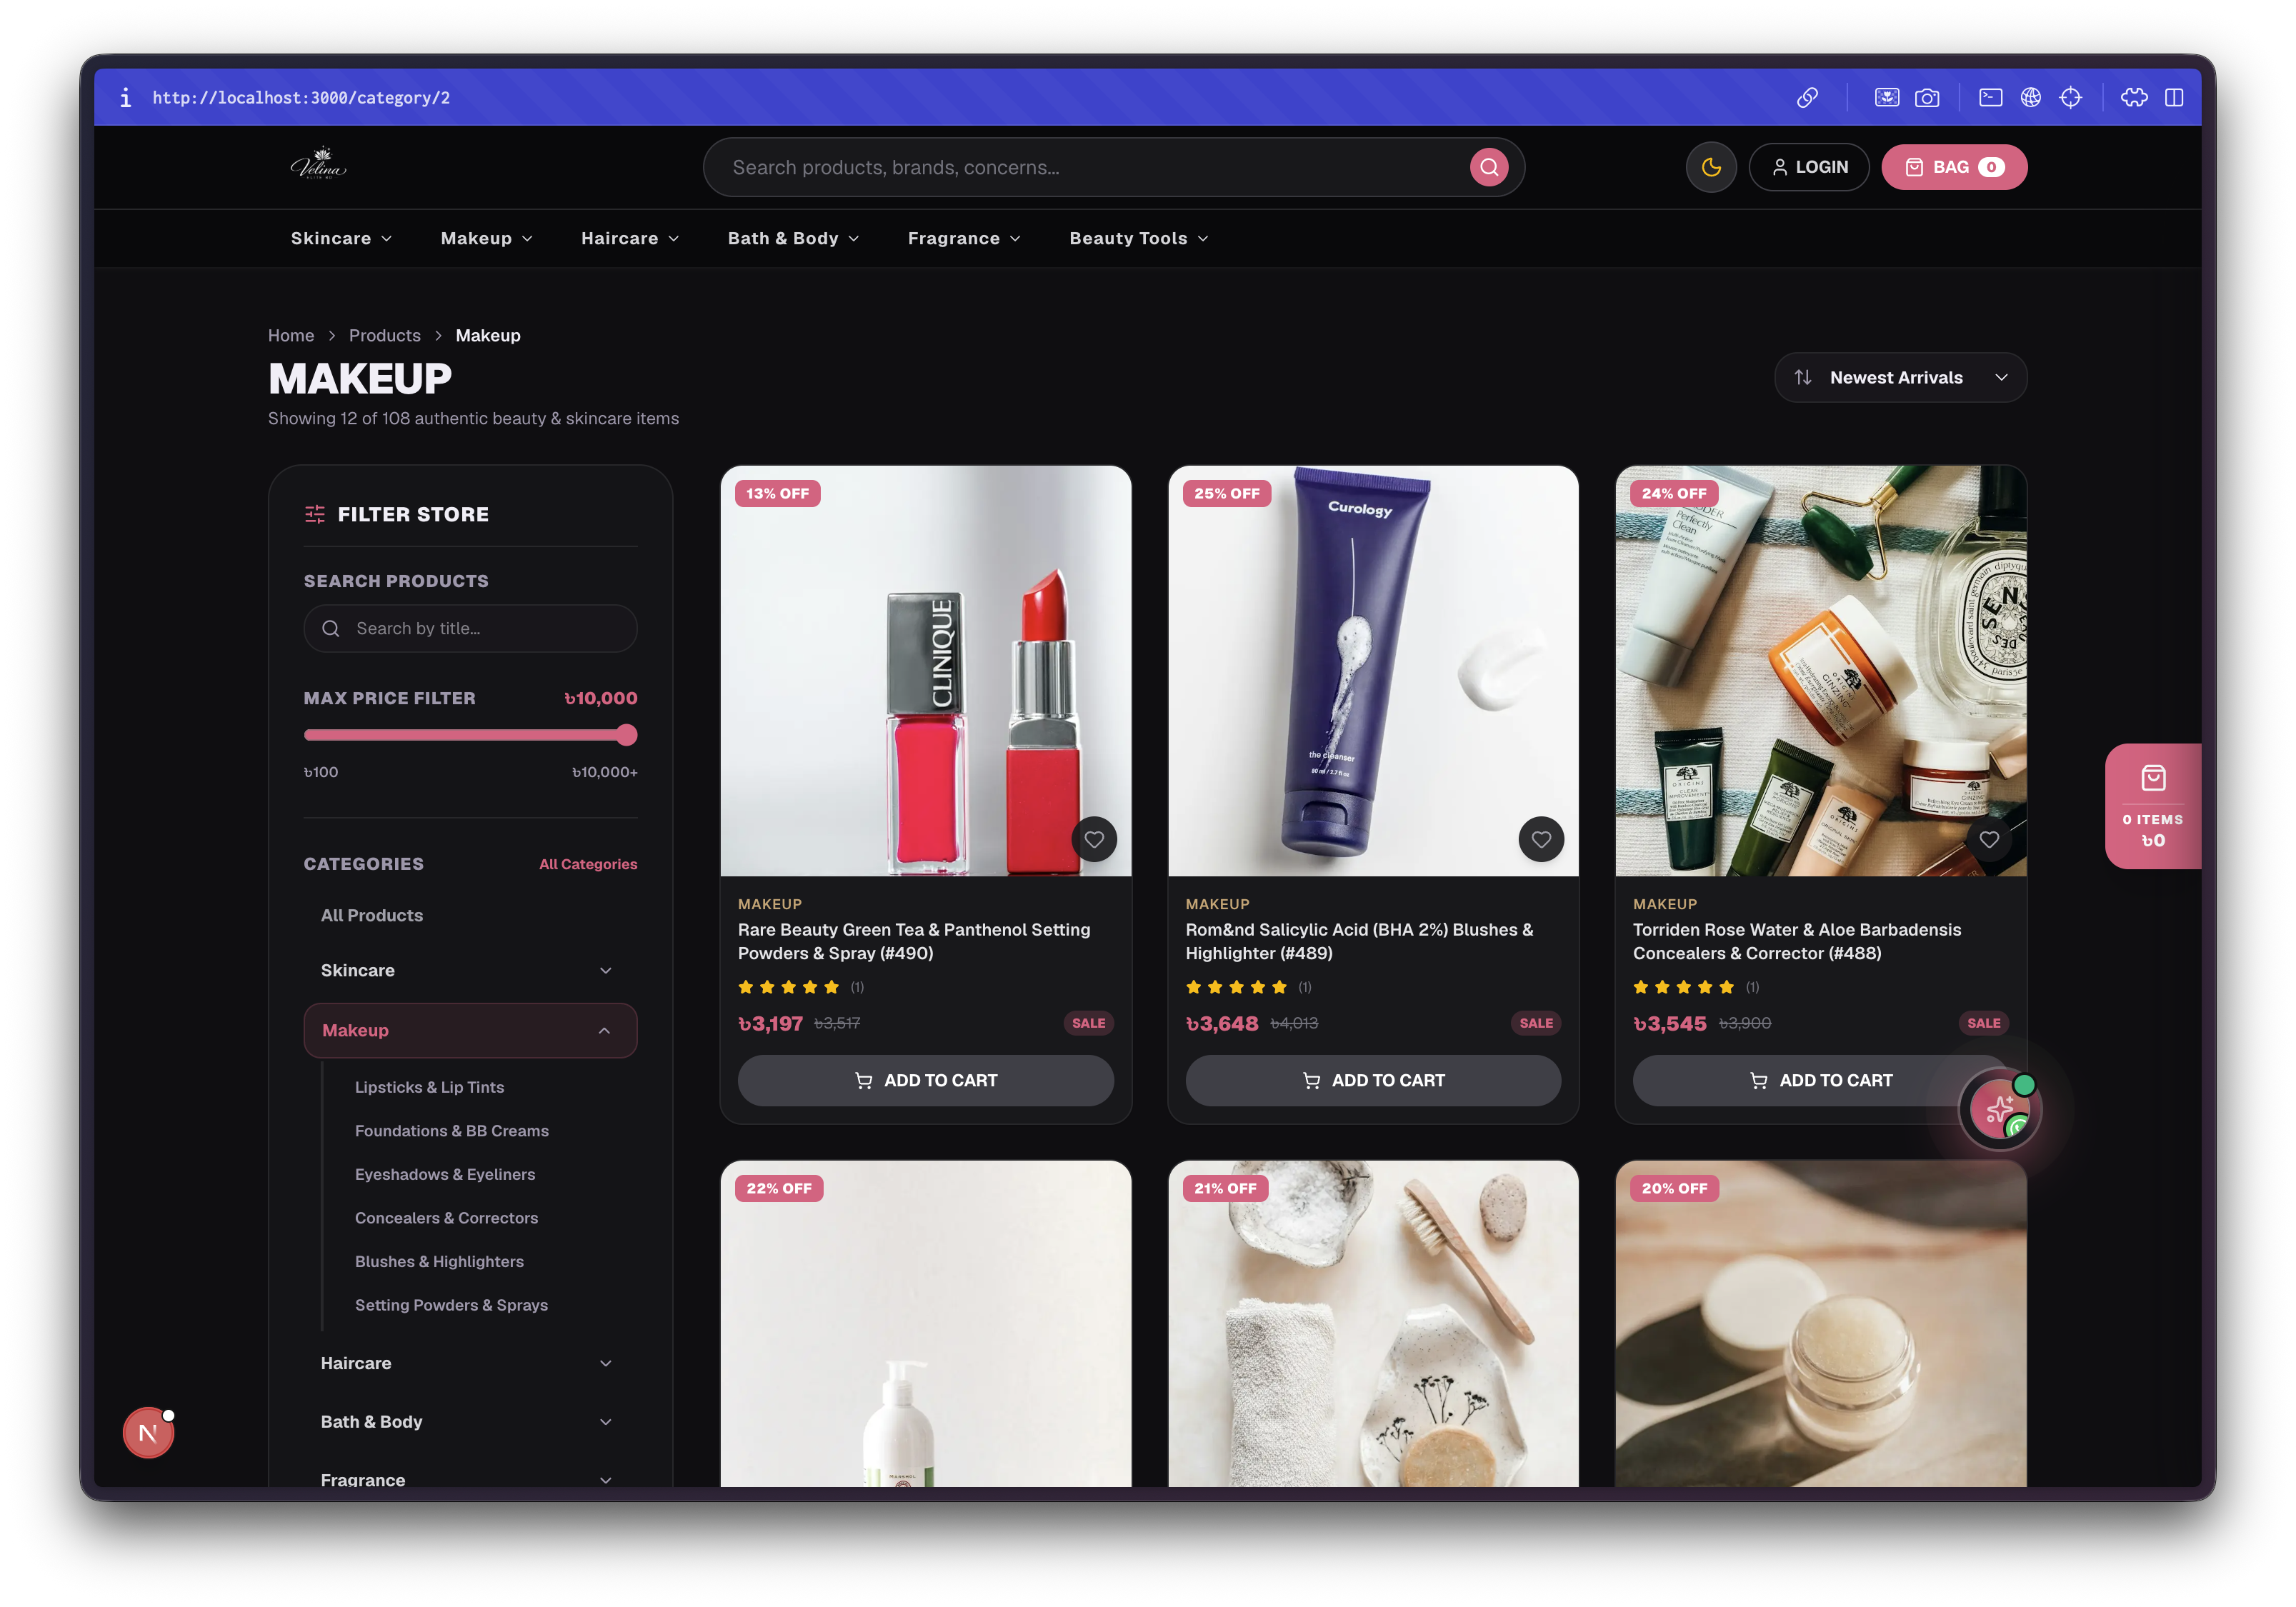 http://localhost:3000/category/2
Velina
Search products, brands, concerns...
LOGIN
BAG 0
Skincare
Makeup
Haircare
Bath & Body
Fragrance
Beauty Tools
Home > Products > Makeup
MAKEUP
Showing 12 of 108 authentic beauty & skincare items
Newest Arrivals
FILTER STORE
SEARCH PRODUCTS
Search by title...
MAX PRICE FILTER ৳10,000
৳100 ৳10,000+
CATEGORIES All Categories
All Products
Skincare
Makeup
Lipsticks & Lip Tints
Foundations & BB Creams
Eyeshadows & Eyeliners
Concealers & Correctors
Blushes & Highlighters
Setting Powders & Sprays
Haircare
Bath & Body
Fragrance
13% OFF
CLINIQUE
MAKEUP
Rare Beauty Green Tea & Panthenol Setting
Powders & Spray (#490)
(1)
৳3,197 ৳3,517 SALE
ADD TO CART
25% OFF
Curology
the cleanser
MAKEUP
Rom&nd Salicylic Acid (BHA 2%) Blushes &
Highlighter (#489)
(1)
৳3,648 ৳4,013 SALE
ADD TO CART
24% OFF
Perfectly
Clean
ORIGINS
GINZING
MAKEUP
Torriden Rose Water & Aloe Barbadensis
Concealers & Corrector (#488)
(1)
৳3,545 ৳3,900 SALE
ADD TO CART
0 ITEMS
৳0
22% OFF
21% OFF
20% OFF
N